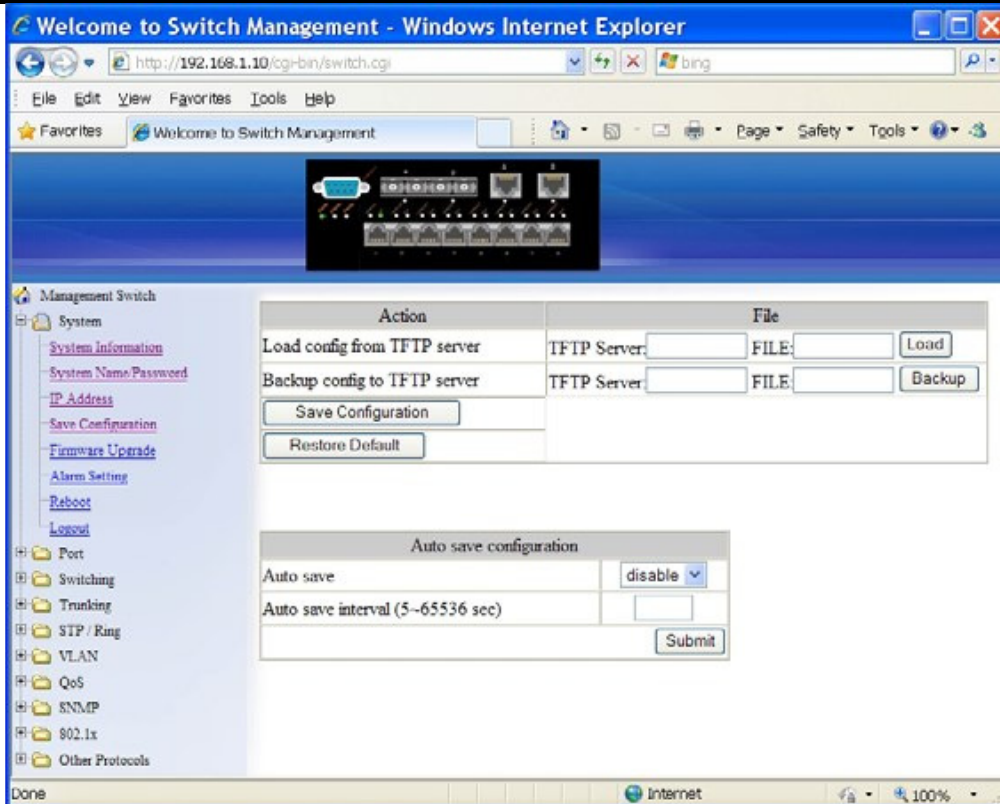 Welcome to Switch Management - Windows Internet Explorer
http://192.168.1.10/cgi-bin/switch.cgi
bing
File Edit View Favorites Tools Help
Favorites Welcome to Switch Management Page Safety Tools
Management Switch
System
System Information
System Name/Password
IP Address
Save Configuration
Firmware Upgrade
Alarm Setting
Reboot
Logout
Port
Switching
Trunking
STP / Ring
VLAN
QoS
SNMP
802.1x
Other Protocols
Action File
Load config from TFTP server TFTP Server: FILE: Load
Backup config to TFTP server TFTP Server: FILE: Backup
Save Configuration
Restore Default
Auto save configuration
Auto save disable
Auto save interval (5~65536 sec)
Submit
Done Internet 100%